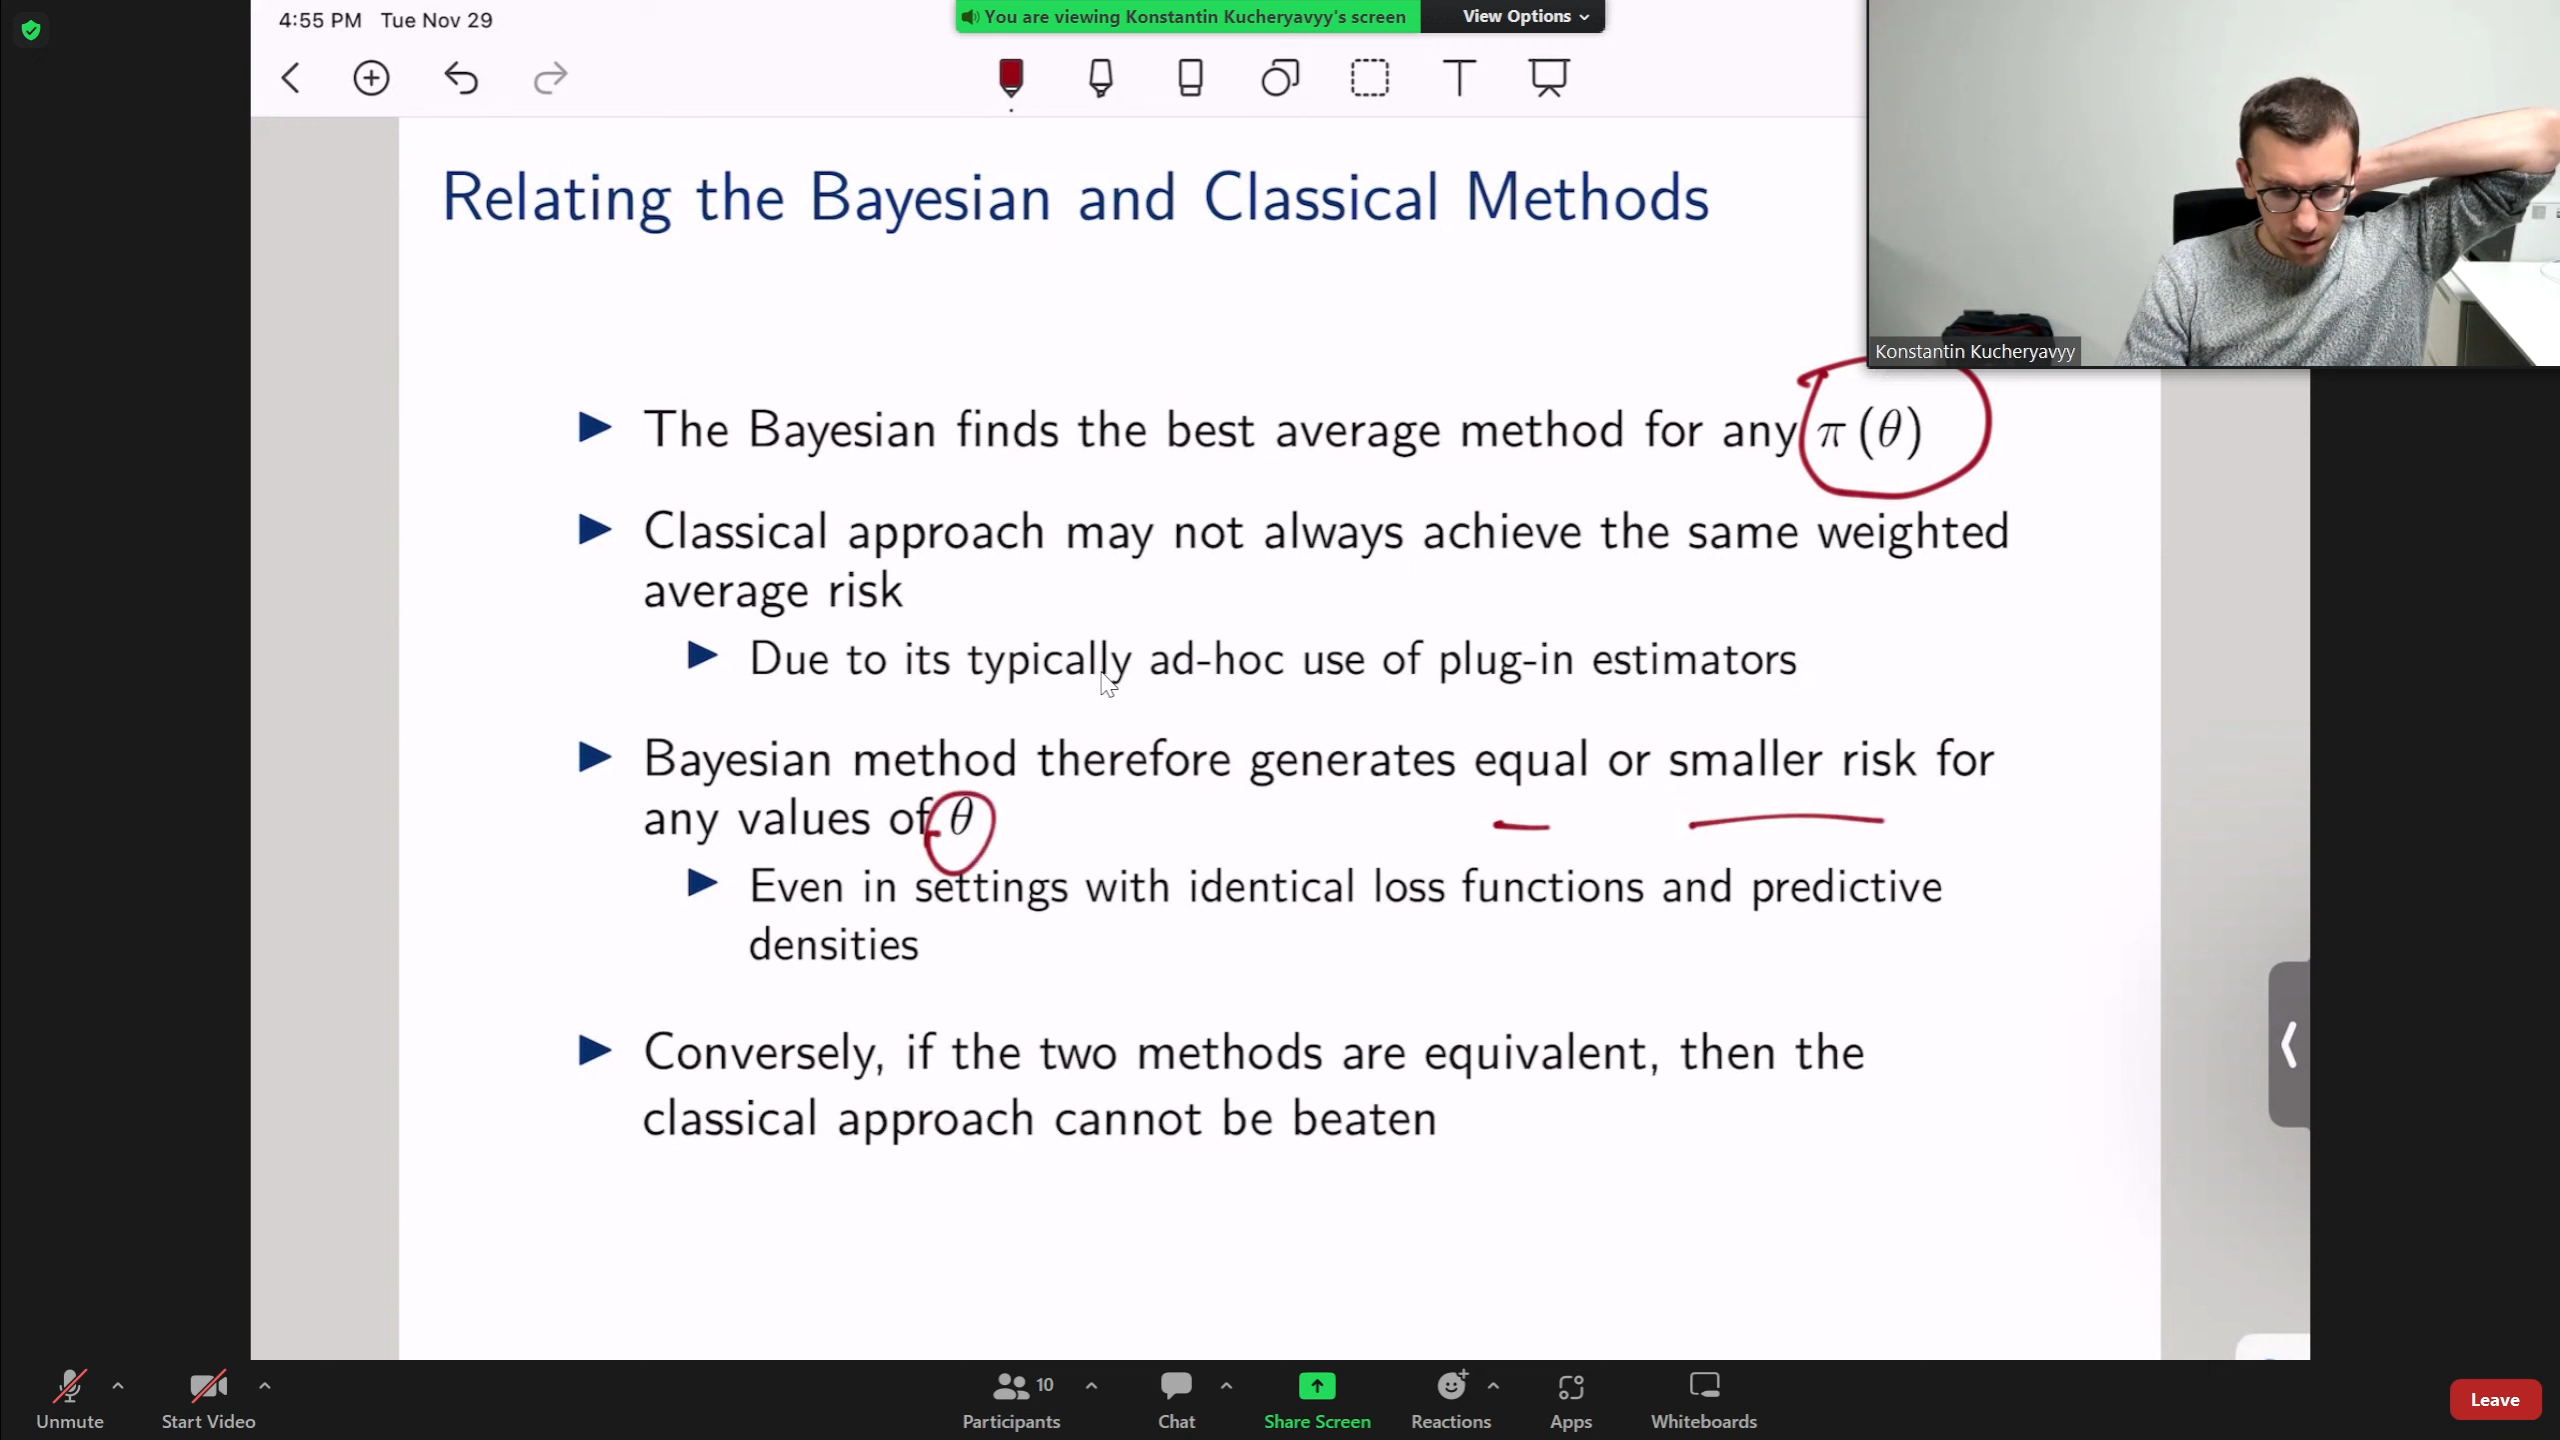 4:55 PM Tue Nov 29
You are viewing Konstantin Kucheryavyy's screen
View Options
Relating the Bayesian and Classical Methods
Konstantin Kucheryavyy
▶ The Bayesian finds the best average method for any π (θ)
▶ Classical approach may not always achieve the same weighted
average risk
▶ Due to its typically ad-hoc use of plug-in estimators
▶ Bayesian method therefore generates equal or smaller risk for
any values of θ
▶ Even in settings with identical loss functions and predictive
densities
▶ Conversely, if the two methods are equivalent, then the
classical approach cannot be beaten
Unmute
Start Video
10
Participants
Chat
Share Screen
Reactions
Apps
Whiteboards
Leave